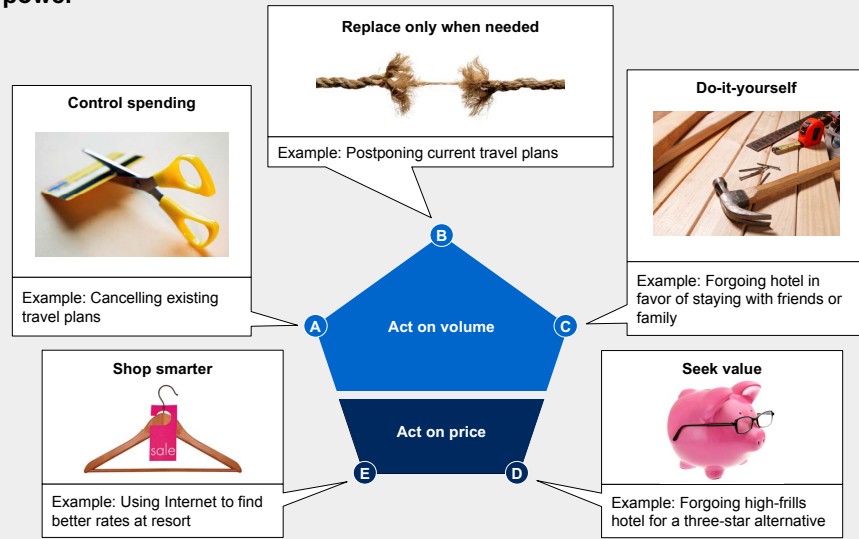 power
Replace only when needed
Example: Postponing current travel plans
Control spending
Example: Cancelling existing
travel plans
Do-it-yourself
Example: Forgoing hotel in
favor of staying with friends or
family
B
A
Act on volume
C
Shop smarter
sale
Example: Using Internet to find
better rates at resort
Act on price
E
D
Seek value
Example: Forgoing high-frills
hotel for a three-star alternative